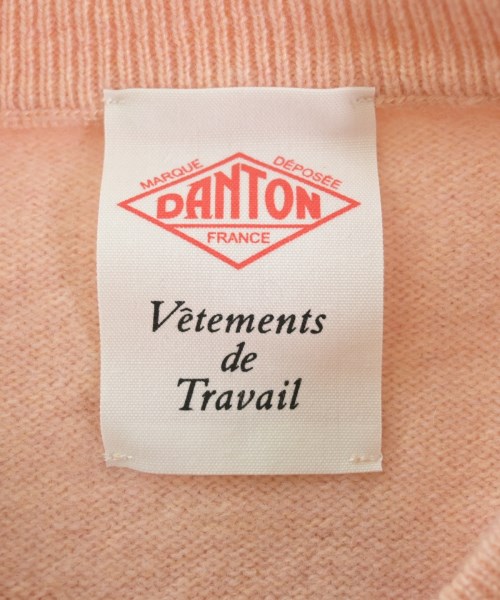 MARQUE DÉPOSÉE
DANTON
FRANCE
Vêtements
de
Travail